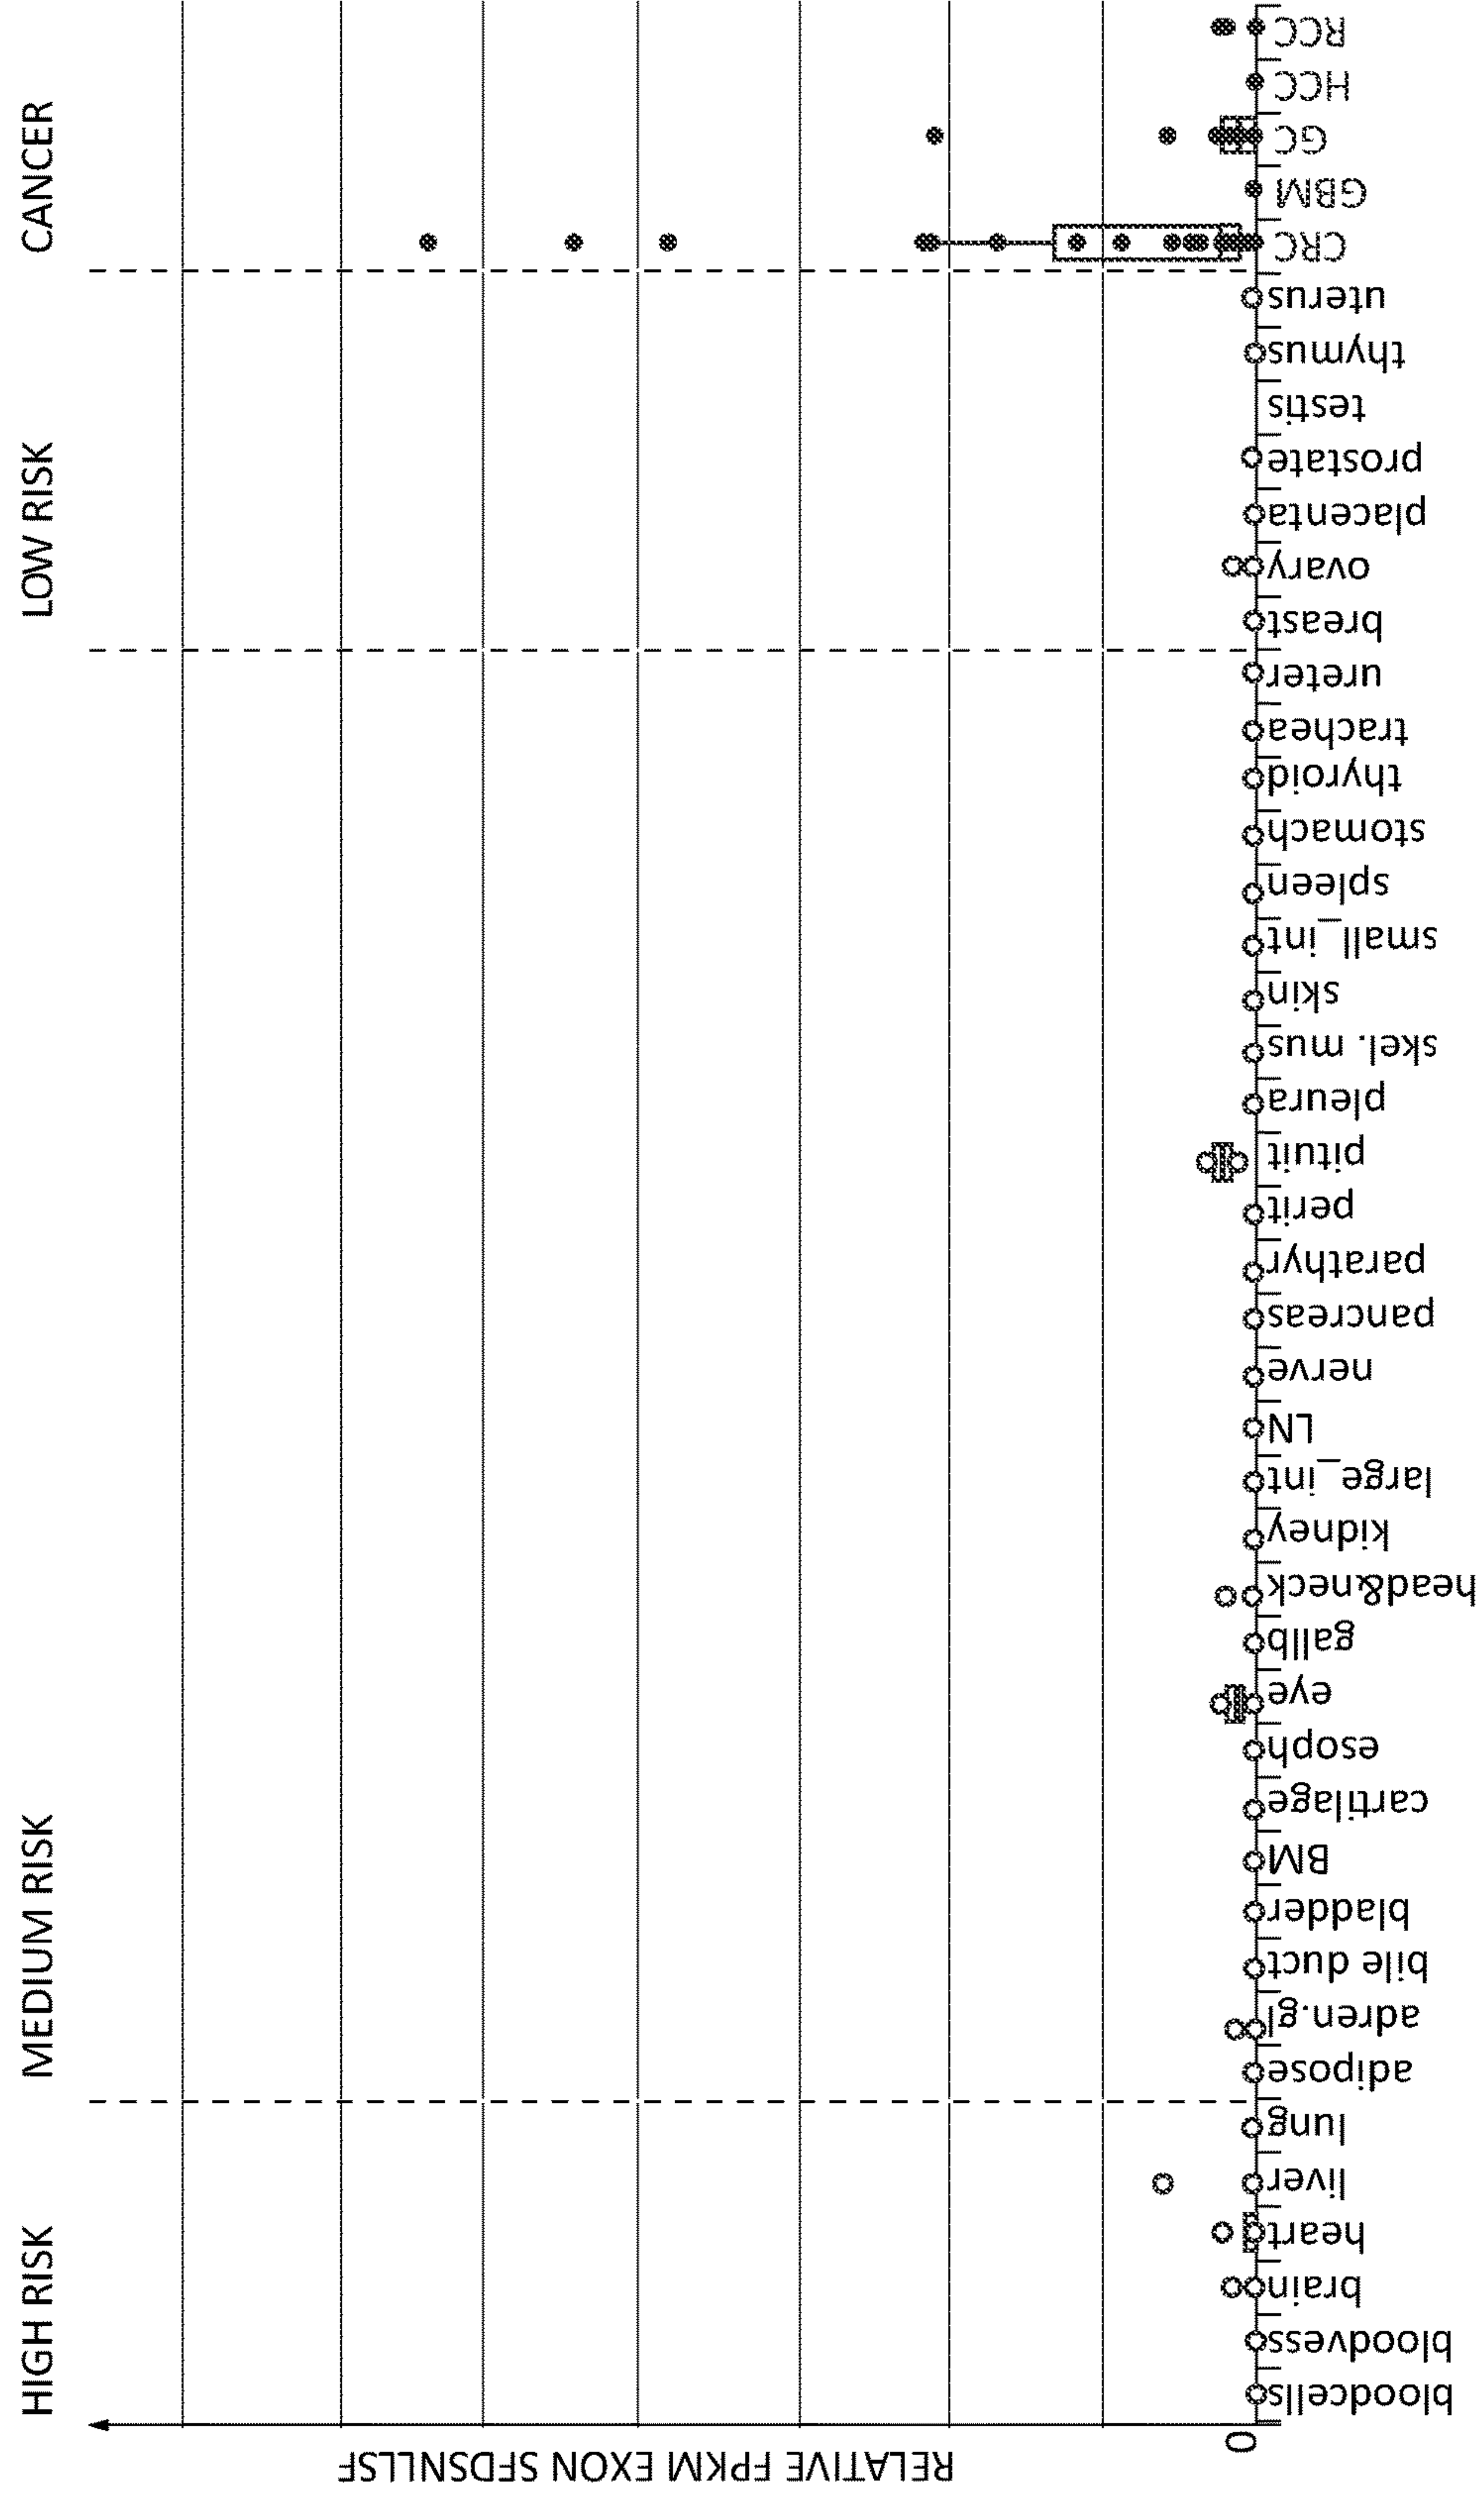 HIGH RISK
MEDIUM RISK
LOW RISK
CANCER
RELATIVE FPKM EXON SFDSNLLSF
0
bloodcells
bloodvess
brain
heart
liver
lung
adipose
adren.gl
bile duct
bladder
BM
cartilage
esoph
eye
gallb
head&neck
kidney
large_int
LN
nerve
pancreas
parathyr
perit
pituit
pleura
skel. mus
skin
small_int
spleen
stomach
thyroid
trachea
ureter
breast
ovary
placenta
prostate
testis
thymus
uterus
CRC
GBM
GC
HCC
RCC